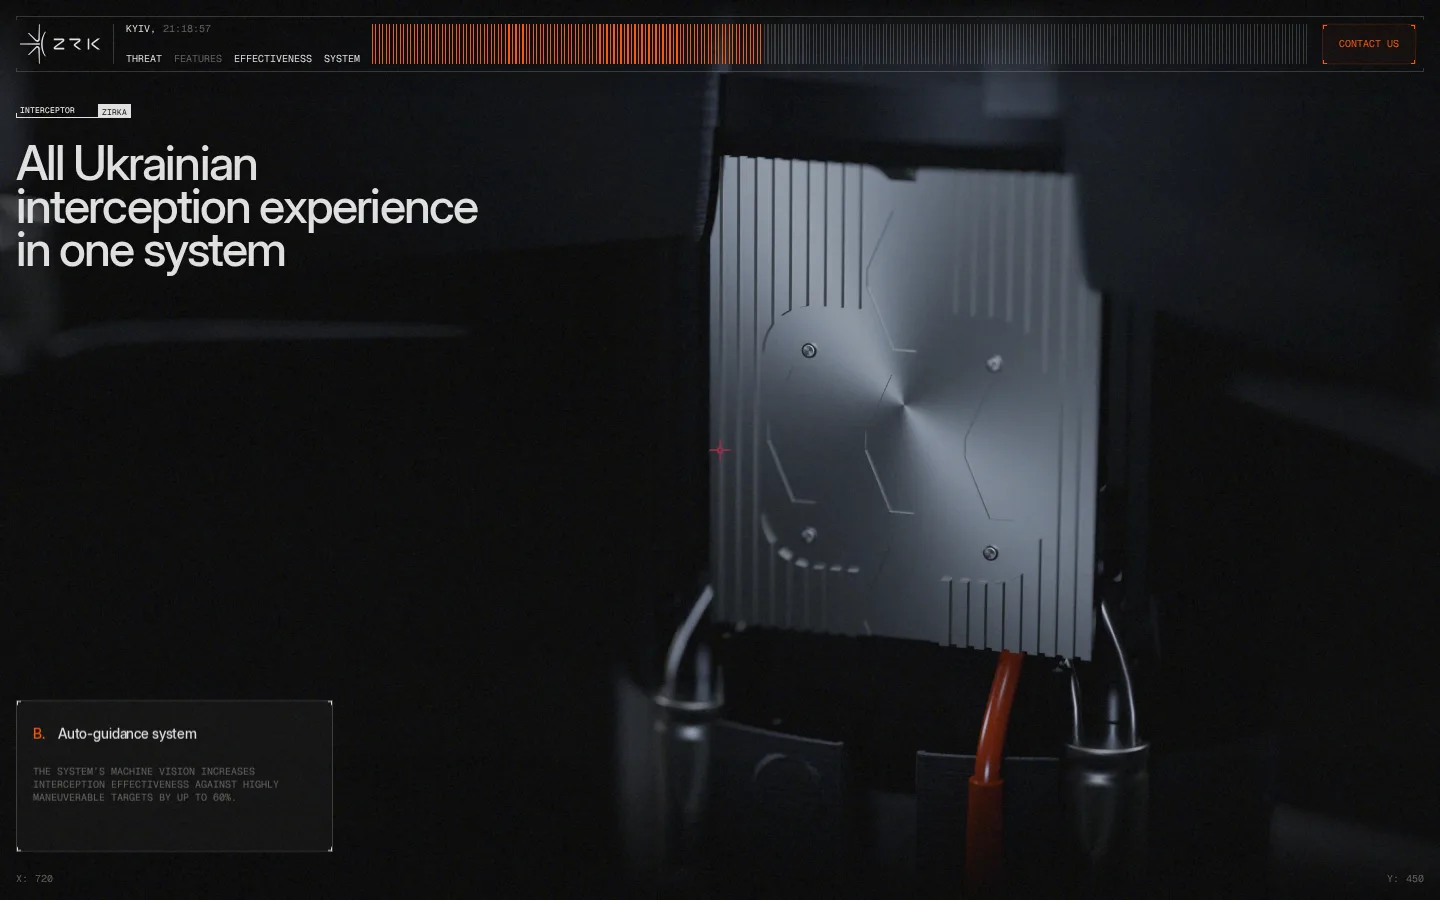 ZRK
KYIV, 21:18:57
THREAT FEATURES EFFECTIVENESS SYSTEM
CONTACT US
INTERCEPTOR ZIRKA
All Ukrainian
interception experience
in one system
B. Auto-guidance system
THE SYSTEM'S MACHINE VISION INCREASES
INTERCEPTION EFFECTIVENESS AGAINST HIGHLY
MANEUVERABLE TARGETS BY UP TO 60%.
X: 720
Y: 450